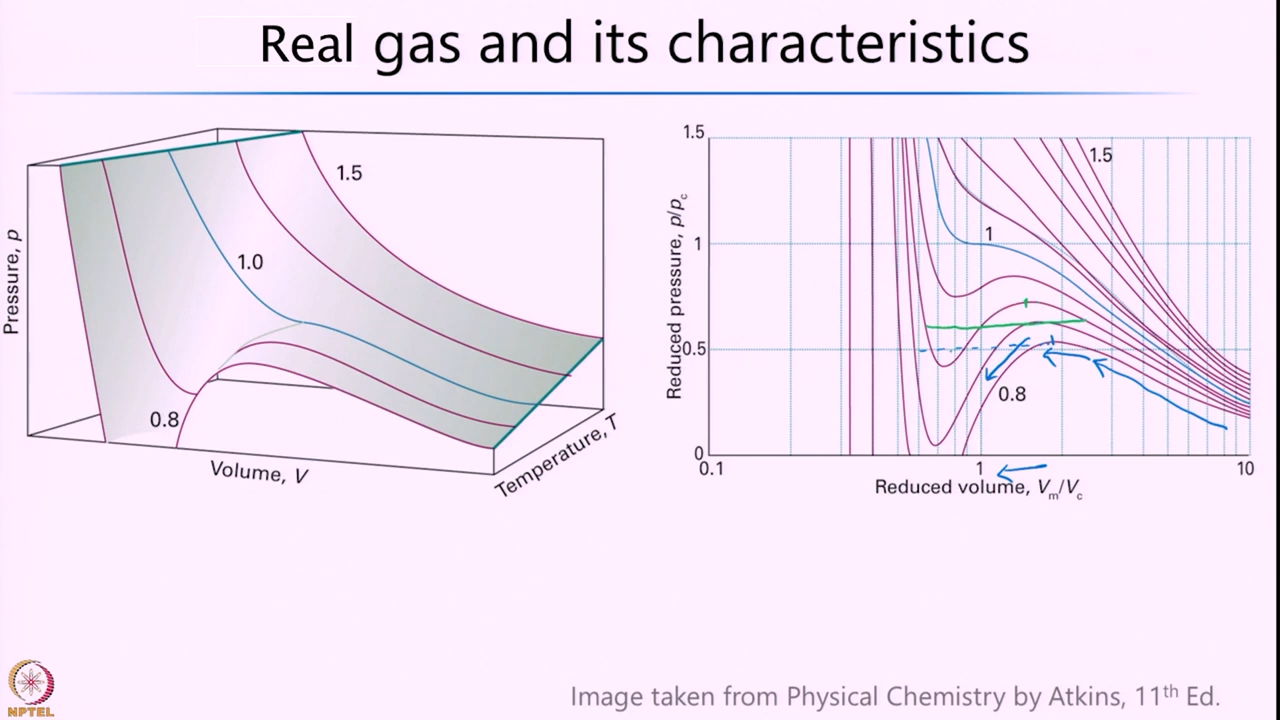 Real gas and its characteristics
Pressure, p
1.5
1.0
0.8
Volume, V
Temperature, T
Reduced pressure, p/pc
1.5
1
0.5
0
1.5
1
0.8
0.1
1
10
Reduced volume, Vm/Vc
NPTEL
Image taken from Physical Chemistry by Atkins, 11th Ed.